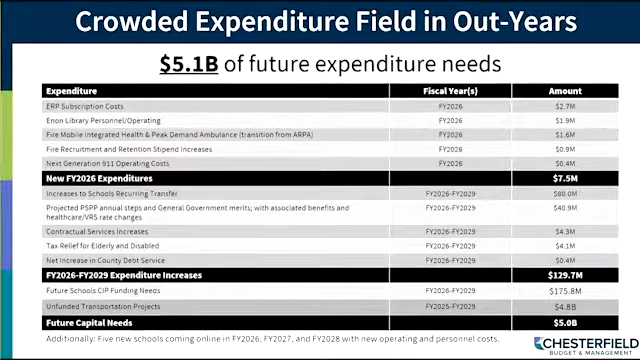 Crowded Expenditure Field in Out-Years
$5.1B of future expenditure needs
Expenditure Fiscal Year(s) Amount
ERP Subscription Costs FY2026 $2.7M
Enon Library Personnel/Operating FY2026 $1.9M
Fire Mobile Integrated Health & Peak Demand Ambulance (transition from ARPA) FY2026 $1.6M
Fire Recruitment and Retention Stipend Increases FY2026 $0.9M
Next Generation 911 Operating Costs FY2026 $0.4M
New FY2026 Expenditures $7.5M
Increases to Schools Recurring Transfer FY2026-FY2029 $80.0M
Projected PSPP annual steps and General Government merits; with associated benefits and FY2026-FY2029 $40.9M
healthcare/VRS rate changes
Contractual Services Increases FY2026-FY2029 $4.3M
Tax Relief for Elderly and Disabled FY2026-FY2029 $4.1M
Net Increase in County Debt Service FY2026-FY2029 $0.4M
FY2026-FY2029 Expenditure Increases $129.7M
Future Schools CIP Funding Needs FY2026-FY2029 $175.8M
Unfunded Transportation Projects FY2025-FY2029 $4.8B
Future Capital Needs $5.0B
Additionally: Five new schools coming online in FY2026, FY2027, and FY2028 with new operating and personnel costs.
CHESTERFIELD
BUDGET & MANAGEMENT